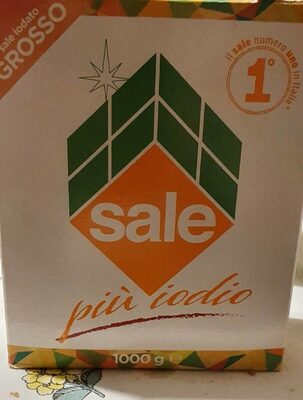 sale iodato
GROSSO
il sale numero uno in Italia*
1°
sale
più iodio
1000 g e